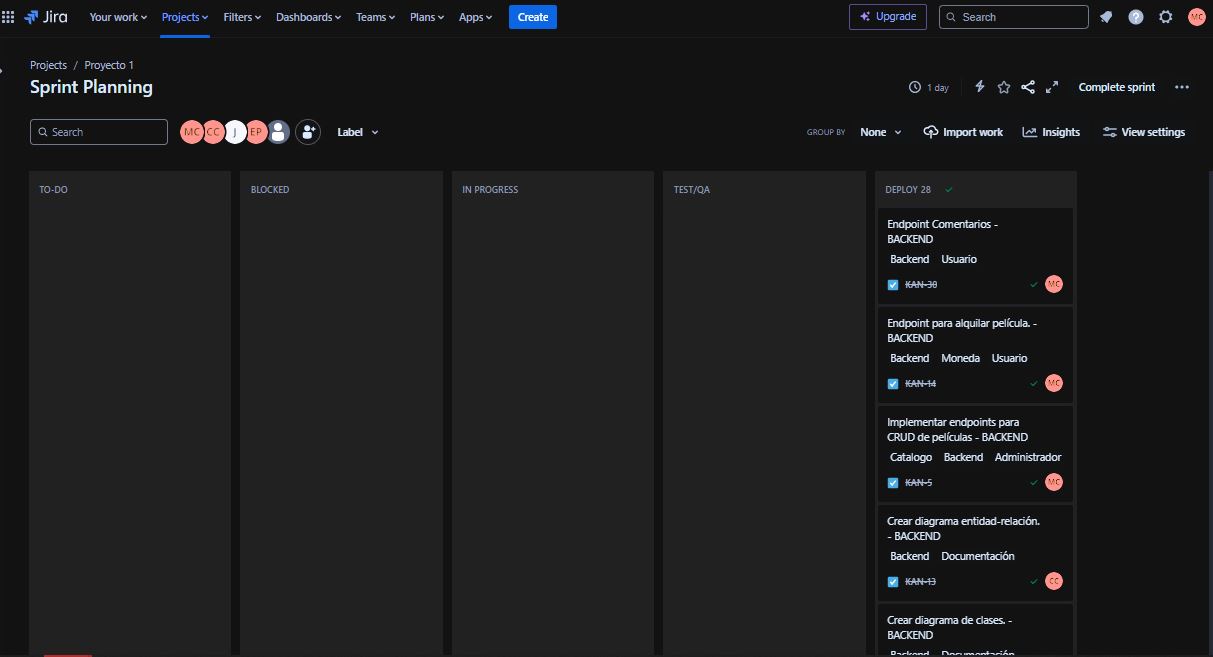 Jira
Your work
Projects
Filters
Dashboards
Teams
Plans
Apps
Create
Upgrade
Search
MC
Projects / Proyecto 1
Sprint Planning
1 day
Complete sprint
Search
MC
CC
J
EP
Label
GROUP BY
None
Import work
Insights
View settings
TO-DO
BLOCKED
IN PROGRESS
TEST/QA
DEPLOY 28
Endpoint Comentarios -
BACKEND
Backend Usuario
KAN-30
MC
Endpoint para alquilar película. -
BACKEND
Backend Moneda Usuario
KAN-14
MC
Implementar endpoints para
CRUD de películas - BACKEND
Catalogo Backend Administrador
KAN-5
MC
Crear diagrama entidad-relación.
- BACKEND
Backend Documentación
KAN-13
CC
Crear diagrama de clases. -
BACKEND
Backend Documentación